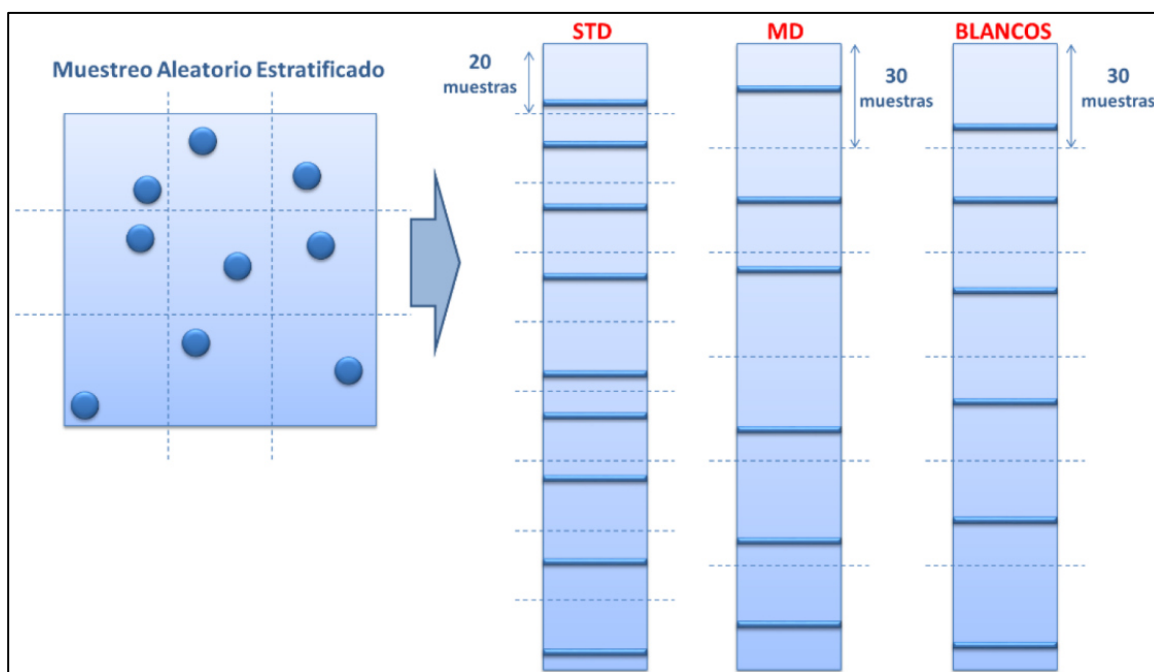 Muestreo Aleatorio Estratificado
STD
20
muestras
MD
30
muestras
BLANCOS
30
muestras